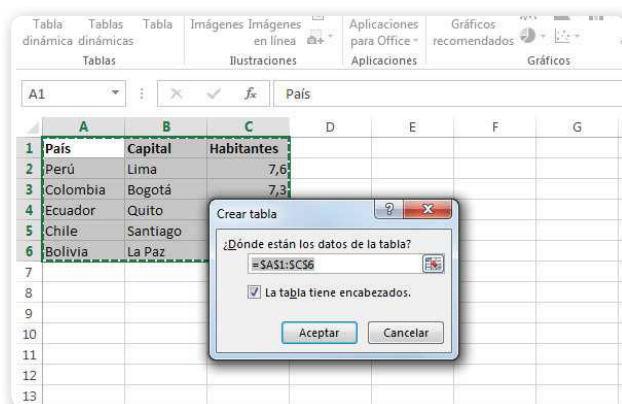 Tabla Tablas Tabla Imágenes Imágenes Aplicaciones Gráficos
dinámica dinámicas en línea para Office recomendados
Tablas Ilustraciones Aplicaciones Gráficos
A1 fx País
A B C D E F G
1 País Capital Habitantes
2 Perú Lima 7,6
3 Colombia Bogotá 7,3
4 Ecuador Quito
5 Chile Santiago
6 Bolivia La Paz
7
8
9
10
11
12
13
Crear tabla
¿Dónde están los datos de la tabla?
=$A$1:$C$6
La tabla tiene encabezados.
Aceptar Cancelar